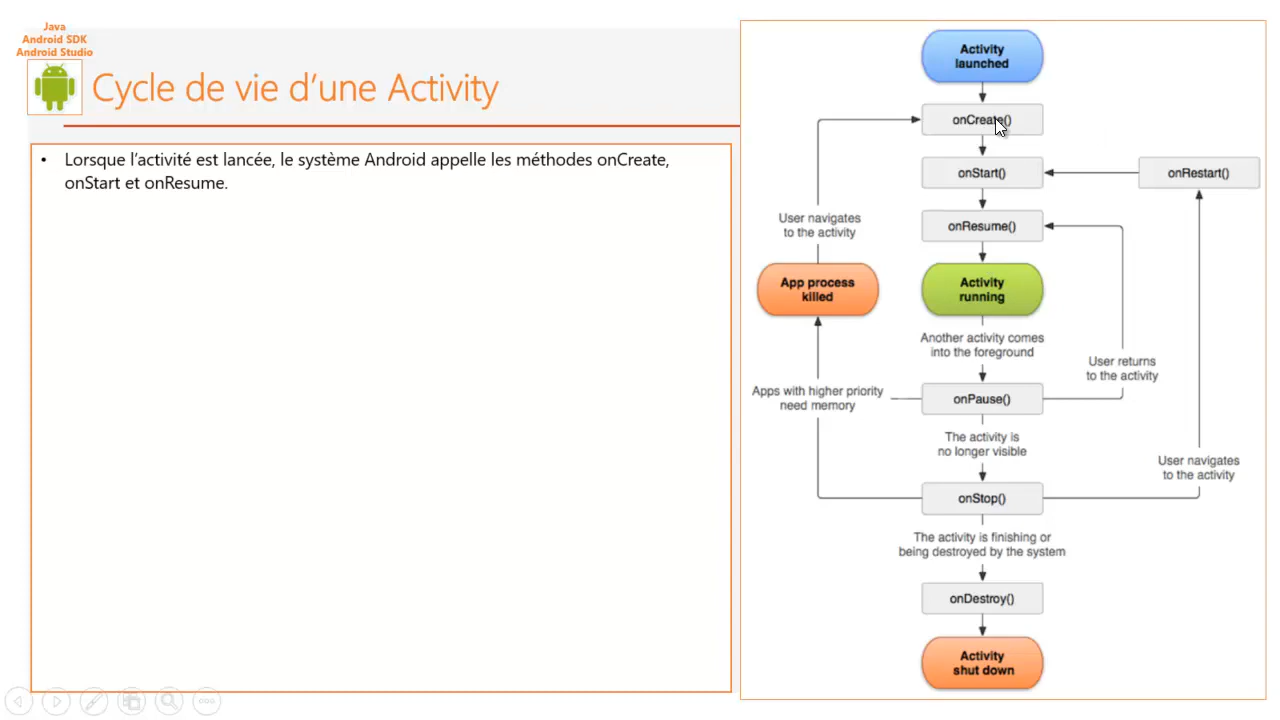 Java
Android SDK
Android Studio
Cycle de vie d’une Activity
• Lorsque l’activité est lancée, le système Android appelle les méthodes onCreate,
onStart et onResume.
Activity
launched
onCreate()
onStart()
onRestart()
onResume()
User navigates
to the activity
App process
killed
Activity
running
Another activity comes
into the foreground
User returns
to the activity
Apps with higher priority
need memory
onPause()
The activity is
no longer visible
User navigates
to the activity
onStop()
The activity is finishing or
being destroyed by the system
onDestroy()
Activity
shut down